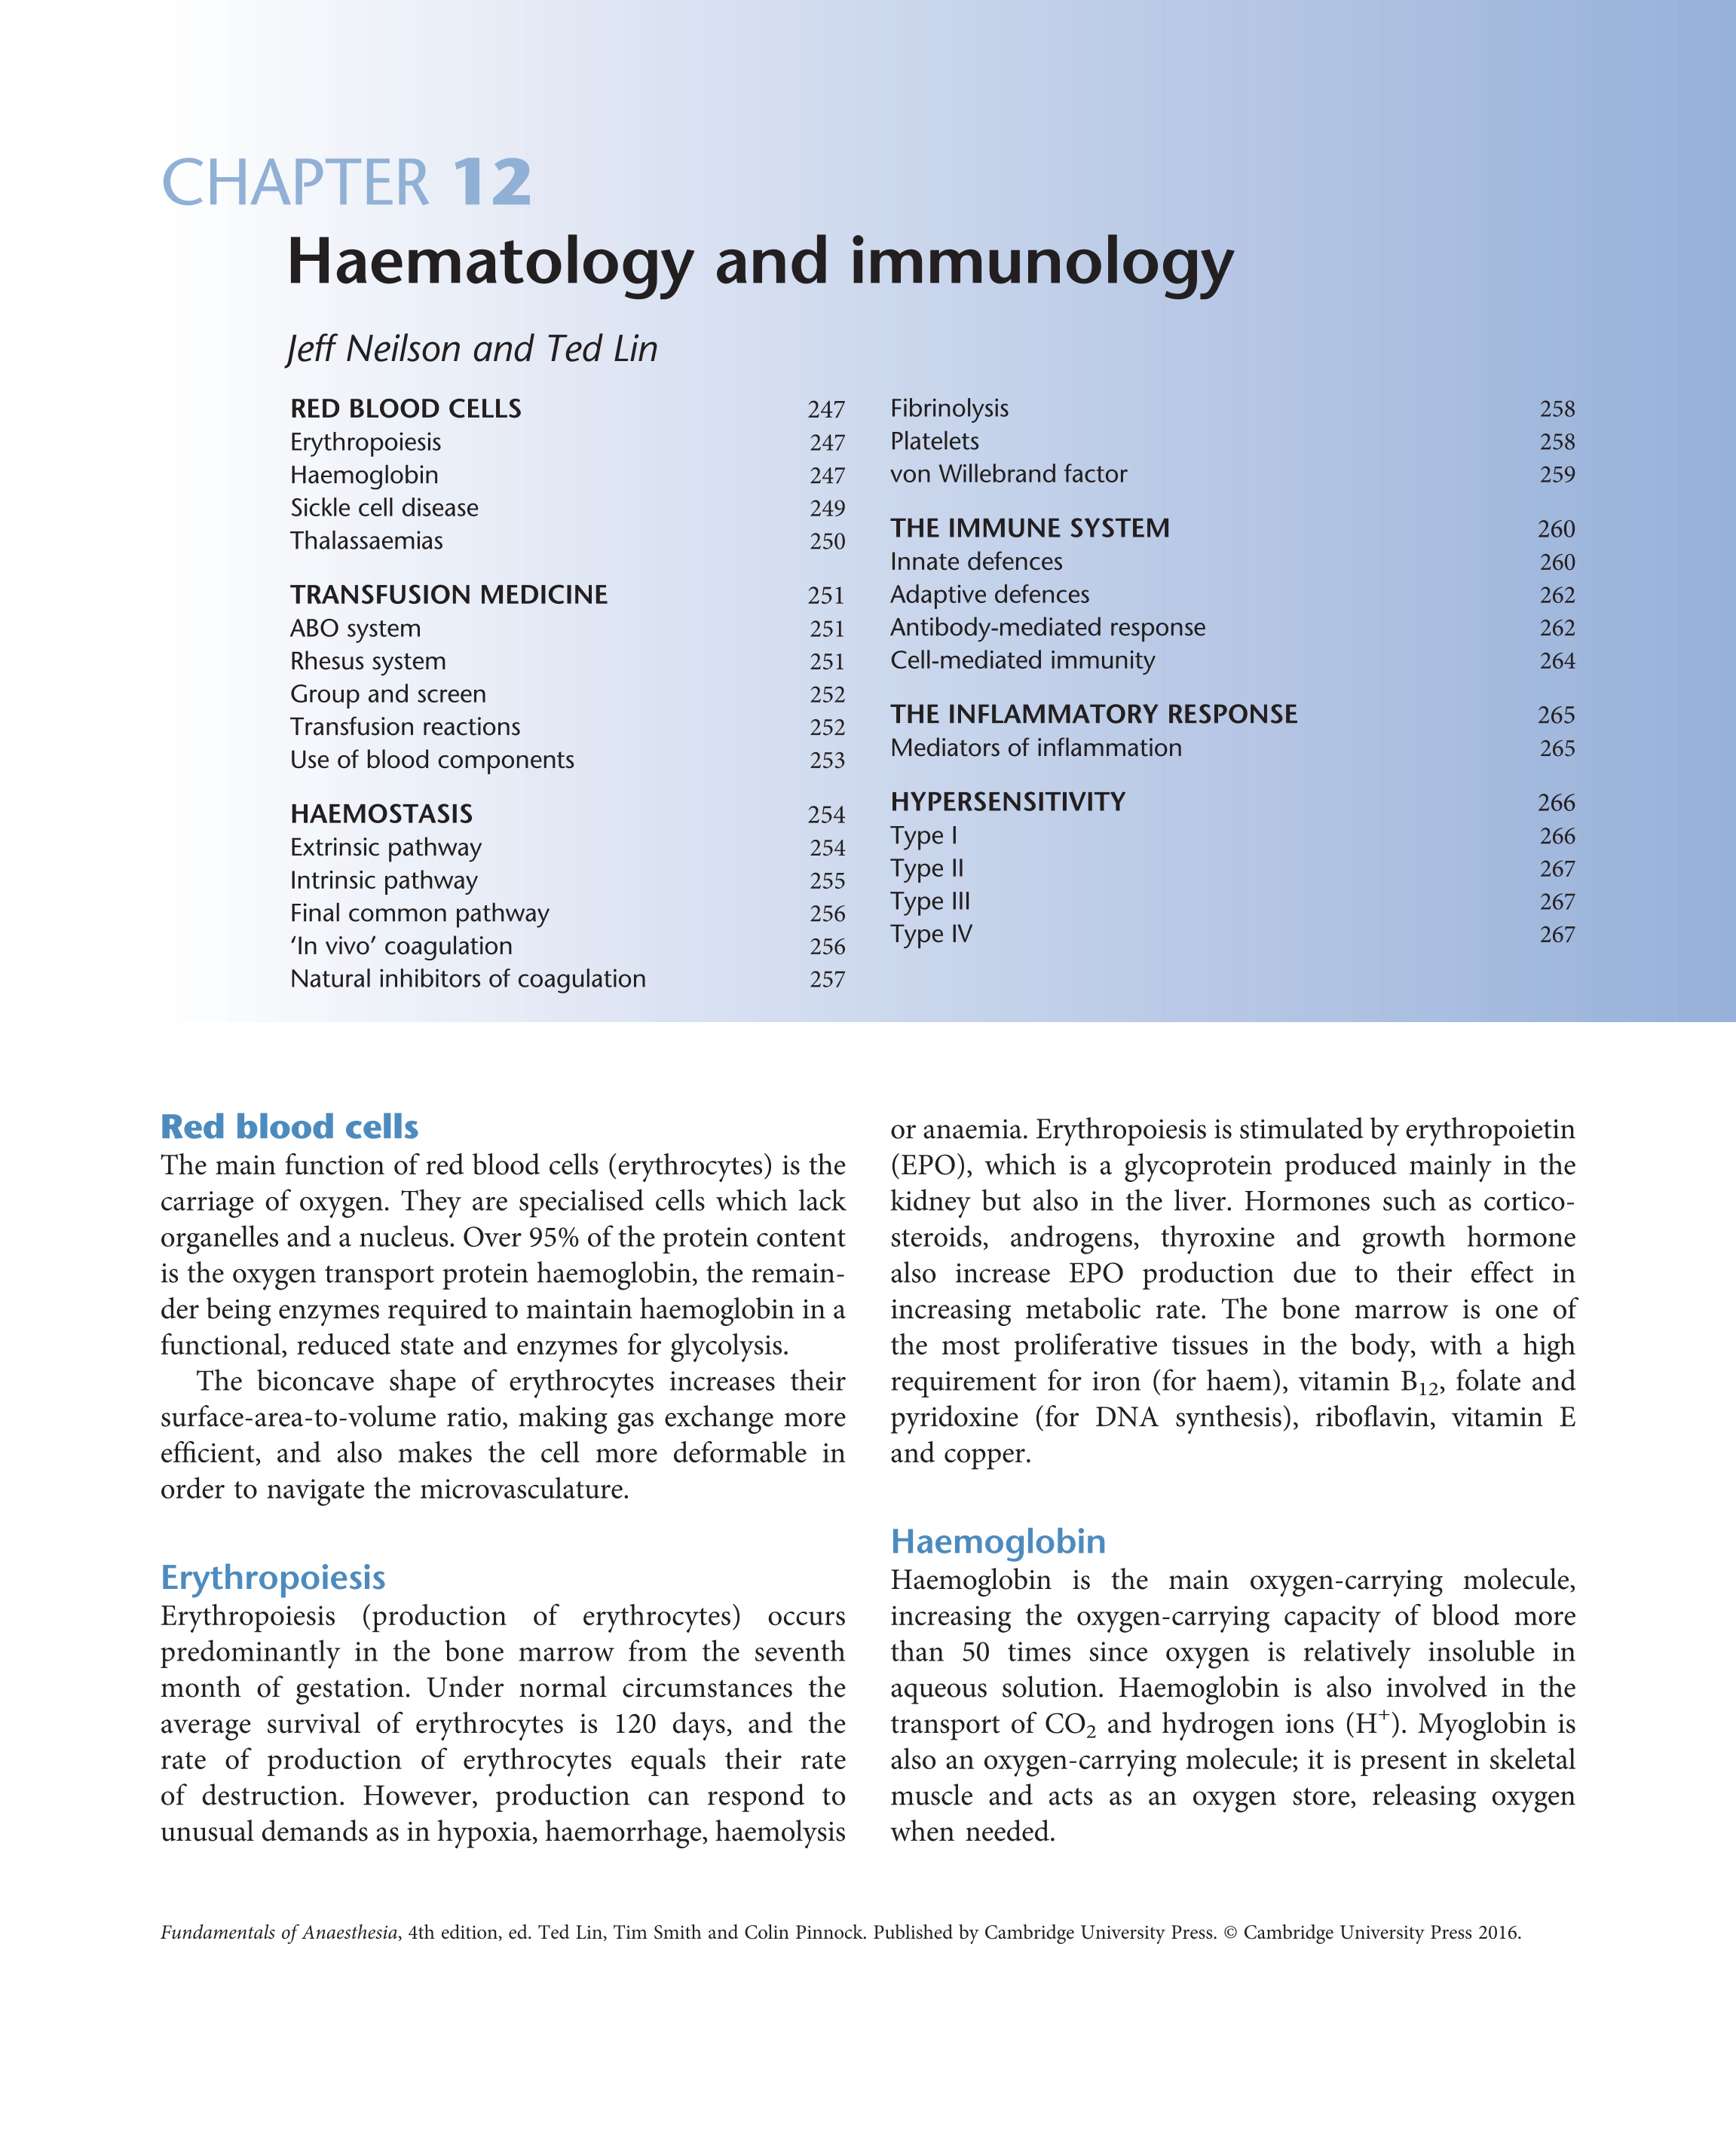 CHAPTER 12
Haematology and immunology
Jeff Neilson and Ted Lin
RED BLOOD CELLS 247
Erythropoiesis 247
Haemoglobin 247
Sickle cell disease 249
Thalassaemias 250
TRANSFUSION MEDICINE 251
ABO system 251
Rhesus system 251
Group and screen 252
Transfusion reactions 252
Use of blood components 253
HAEMOSTASIS 254
Extrinsic pathway 254
Intrinsic pathway 255
Final common pathway 256
‘In vivo’ coagulation 256
Natural inhibitors of coagulation 257
Fibrinolysis 258
Platelets 258
von Willebrand factor 259
THE IMMUNE SYSTEM 260
Innate defences 260
Adaptive defences 262
Antibody-mediated response 262
Cell-mediated immunity 264
THE INFLAMMATORY RESPONSE 265
Mediators of inflammation 265
HYPERSENSITIVITY 266
Type I 266
Type II 267
Type III 267
Type IV 267
Red blood cells
The main function of red blood cells (erythrocytes) is the
carriage of oxygen. They are specialised cells which lack
organelles and a nucleus. Over 95% of the protein content
is the oxygen transport protein haemoglobin, the remain-
der being enzymes required to maintain haemoglobin in a
functional, reduced state and enzymes for glycolysis.
The biconcave shape of erythrocytes increases their
surface-area-to-volume ratio, making gas exchange more
efficient, and also makes the cell more deformable in
order to navigate the microvasculature.
Erythropoiesis
Erythropoiesis (production of erythrocytes) occurs
predominantly in the bone marrow from the seventh
month of gestation. Under normal circumstances the
average survival of erythrocytes is 120 days, and the
rate of production of erythrocytes equals their rate
of destruction. However, production can respond to
unusual demands as in hypoxia, haemorrhage, haemolysis
or anaemia. Erythropoiesis is stimulated by erythropoietin
(EPO), which is a glycoprotein produced mainly in the
kidney but also in the liver. Hormones such as cortico-
steroids, androgens, thyroxine and growth hormone
also increase EPO production due to their effect in
increasing metabolic rate. The bone marrow is one of
the most proliferative tissues in the body, with a high
requirement for iron (for haem), vitamin B₁₂, folate and
pyridoxine (for DNA synthesis), riboflavin, vitamin E
and copper.
Haemoglobin
Haemoglobin is the main oxygen-carrying molecule,
increasing the oxygen-carrying capacity of blood more
than 50 times since oxygen is relatively insoluble in
aqueous solution. Haemoglobin is also involved in the
transport of CO₂ and hydrogen ions (H⁺). Myoglobin is
also an oxygen-carrying molecule; it is present in skeletal
muscle and acts as an oxygen store, releasing oxygen
when needed.
Fundamentals of Anaesthesia, 4th edition, ed. Ted Lin, Tim Smith and Colin Pinnock. Published by Cambridge University Press. © Cambridge University Press 2016.